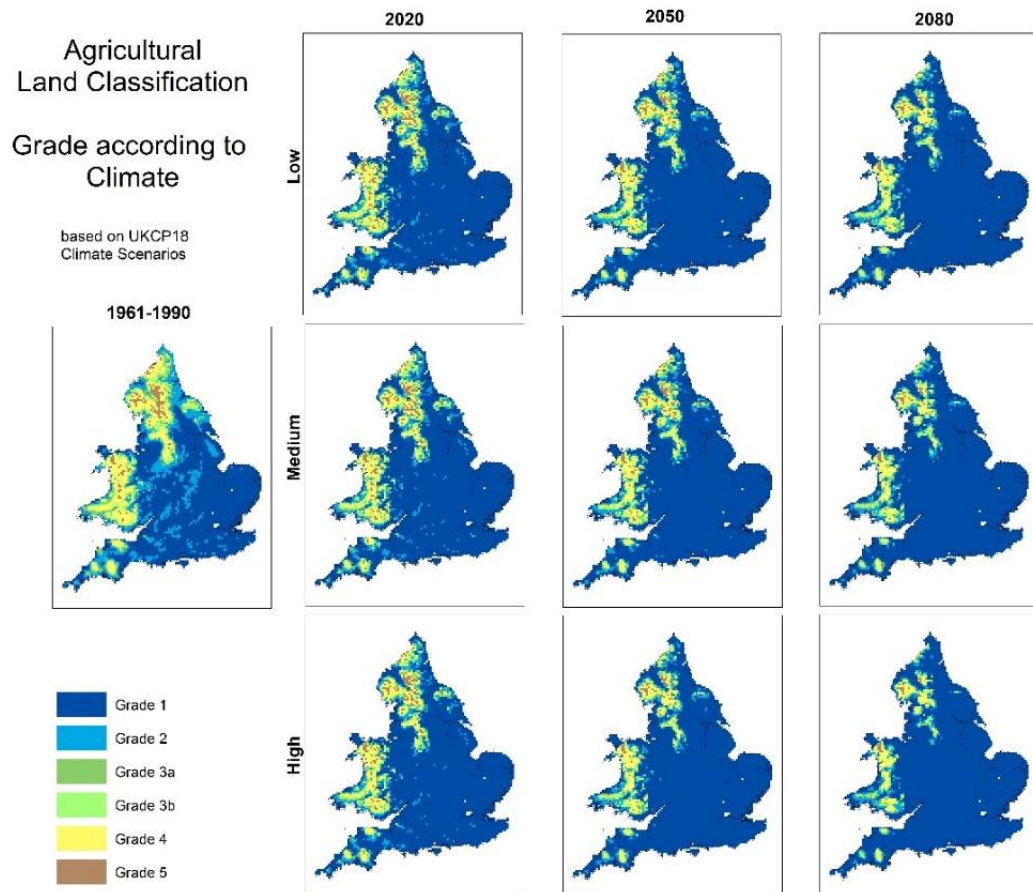 Agricultural
Land Classification
Grade according to
Climate
based on UKCP18
Climate Scenarios
2020
2050
2080
Low
1961-1990
Medium
High
Grade 1
Grade 2
Grade 3a
Grade 3b
Grade 4
Grade 5